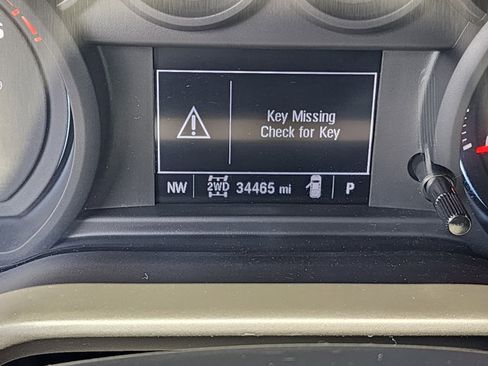 Key Missing
Check for Key
NW 2WD 34465 mi P